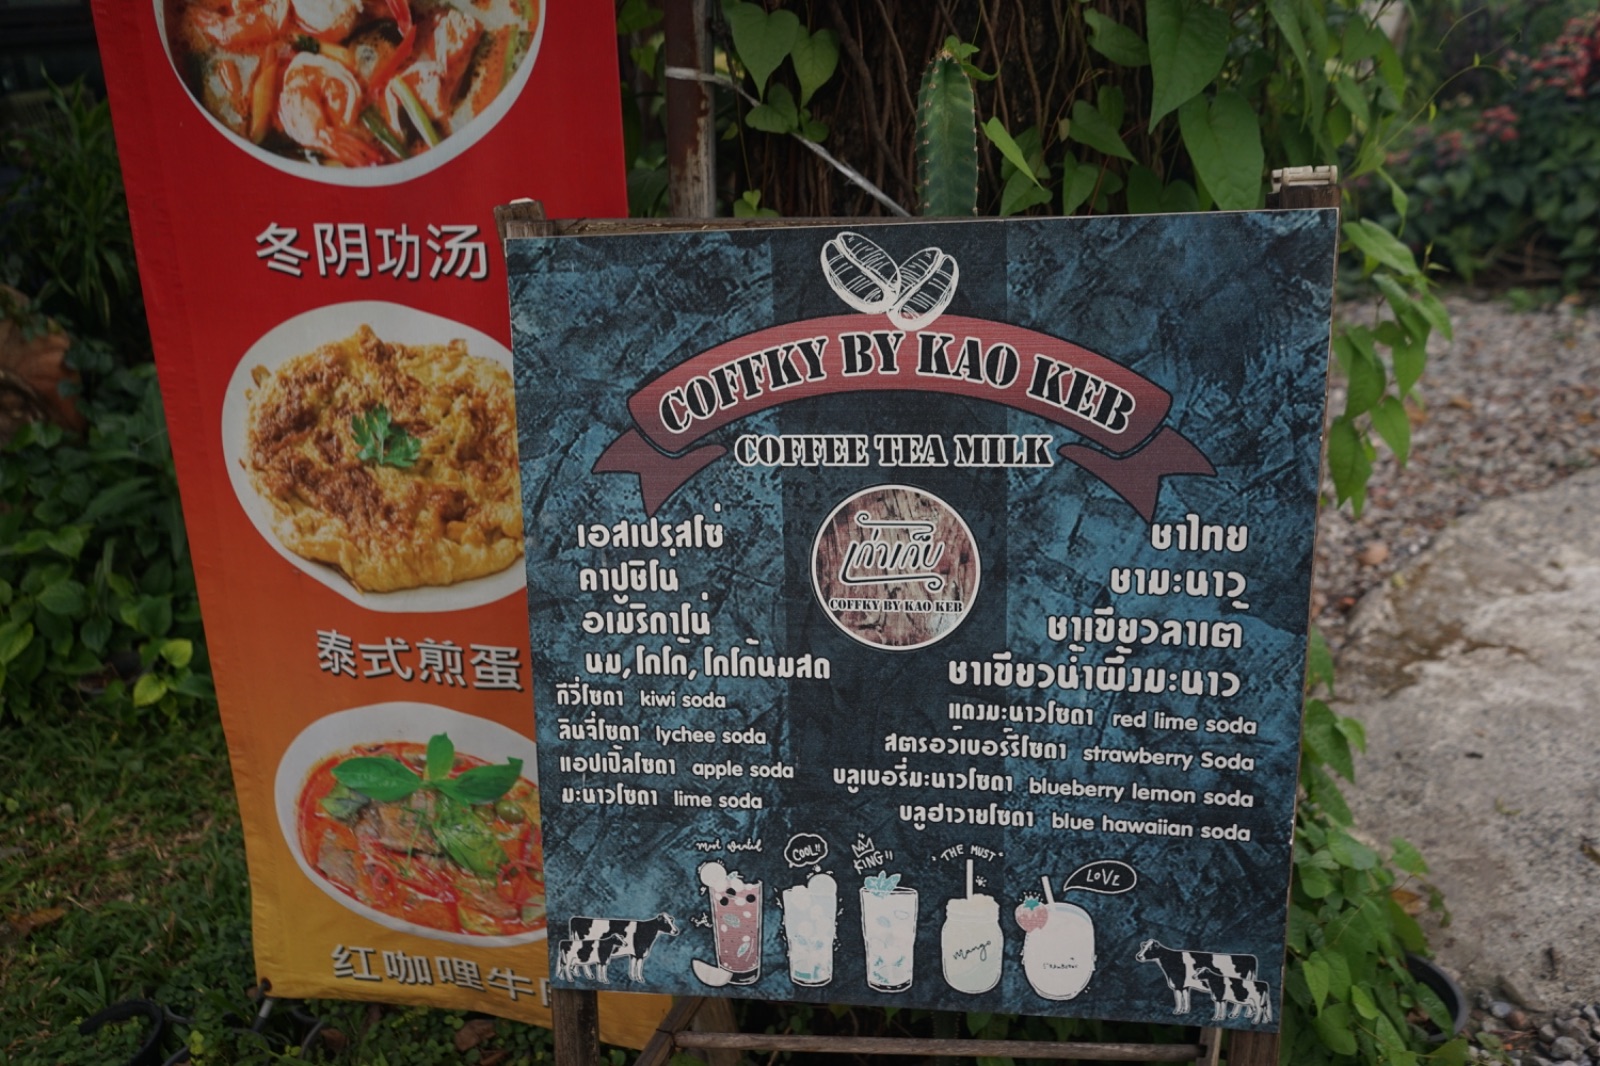 冬阴功汤
泰式煎蛋
红咖哩牛
COFFKY BY KAO KEB
COFFEE TEA MILK
เก่าเก็บ
COFFKY BY KAO KEB
เอสเปรสโซ่
คาปูชิโน่
อเมริกาโน่
นม, โกโก้, โกโก้นมสด
กีวี่โซดา kiwi soda
ลิ้นจี่โซดา lychee soda
แอปเปิ้ลโซดา apple soda
มะนาวโซดา lime soda
ชาไทย
ชามะนาว
ชาเขียวลาเต้
ชาเขียวน้ำผึ้งมะนาว
แดงมะนาวโซดา red lime soda
สตรอว์เบอร์รีโซดา strawberry Soda
บลูเบอรี่มะนาวโซดา blueberry lemon soda
บลูฮาวายโซดา blue hawaiian soda
COOL!!
KING!!
THE MUST
LOVE
mango